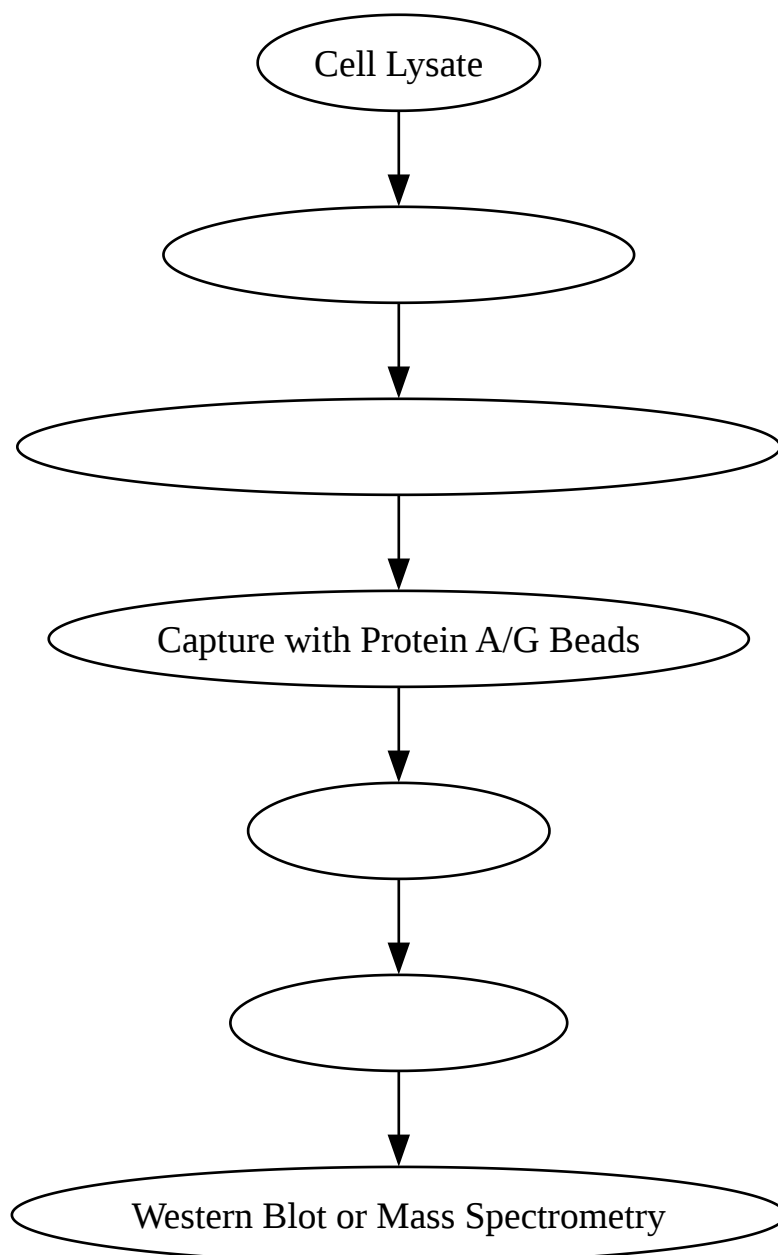 Cell Lysate
Capture with Protein A/G Beads
Western Blot or Mass Spectrometry